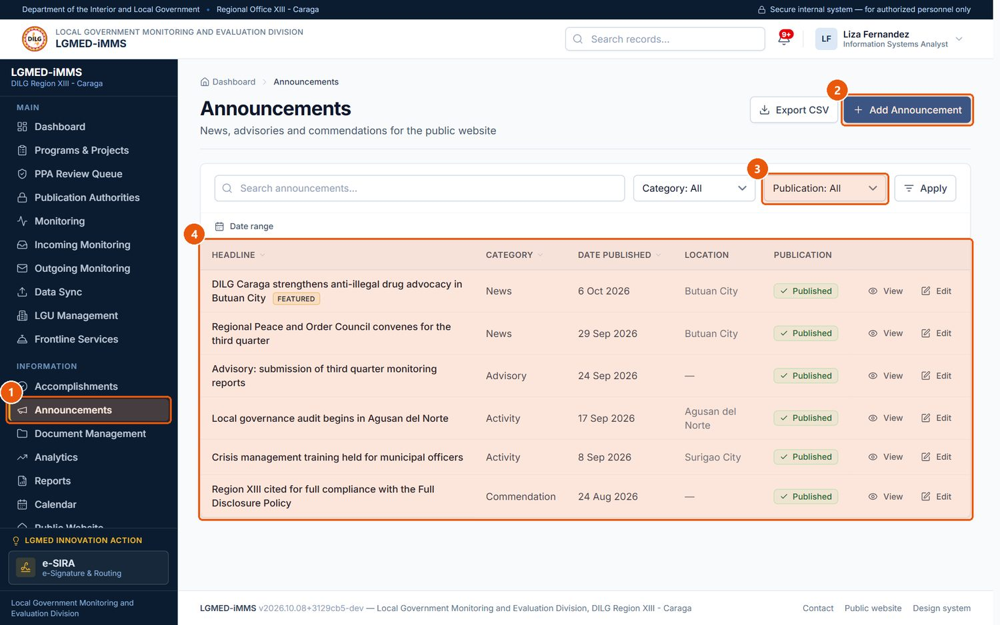 Department of the Interior and Local Government • Regional Office XIII - Caraga
Secure internal system — for authorized personnel only
DILG
LOCAL GOVERNMENT MONITORING AND EVALUATION DIVISION
LGMED-iMMS
Search records...
9+
LF
Liza Fernandez
Information Systems Analyst
LGMED-iMMS
DILG Region XIII - Caraga
MAIN
Dashboard
Programs & Projects
PPA Review Queue
Publication Authorities
Monitoring
Incoming Monitoring
Outgoing Monitoring
Data Sync
LGU Management
Frontline Services
INFORMATION
Accomplishments
1
Announcements
Document Management
Analytics
Reports
Calendar
Public Website
LGMED INNOVATION ACTION
e-SIRA
e-Signature & Routing
Local Government Monitoring and
Evaluation Division
Dashboard > Announcements
Announcements
News, advisories and commendations for the public website
Export CSV
2
+ Add Announcement
Search announcements...
Category: All
3
Publication: All
Apply
Date range
4
HEADLINE CATEGORY DATE PUBLISHED LOCATION PUBLICATION
DILG Caraga strengthens anti-illegal drug advocacy in
Butuan City FEATURED
News 6 Oct 2026 Butuan City Published View Edit
Regional Peace and Order Council convenes for the
third quarter
News 29 Sep 2026 Butuan City Published View Edit
Advisory: submission of third quarter monitoring
reports
Advisory 24 Sep 2026 — Published View Edit
Local governance audit begins in Agusan del Norte
Activity 17 Sep 2026
Agusan del
Norte
Published View Edit
Crisis management training held for municipal officers
Activity 8 Sep 2026 Surigao City Published View Edit
Region XIII cited for full compliance with the Full
Disclosure Policy
Commendation 24 Aug 2026 — Published View Edit
LGMED-iMMS v2026.10.08+3129cb5-dev — Local Government Monitoring and Evaluation Division, DILG Region XIII - Caraga
Contact Public website Design system